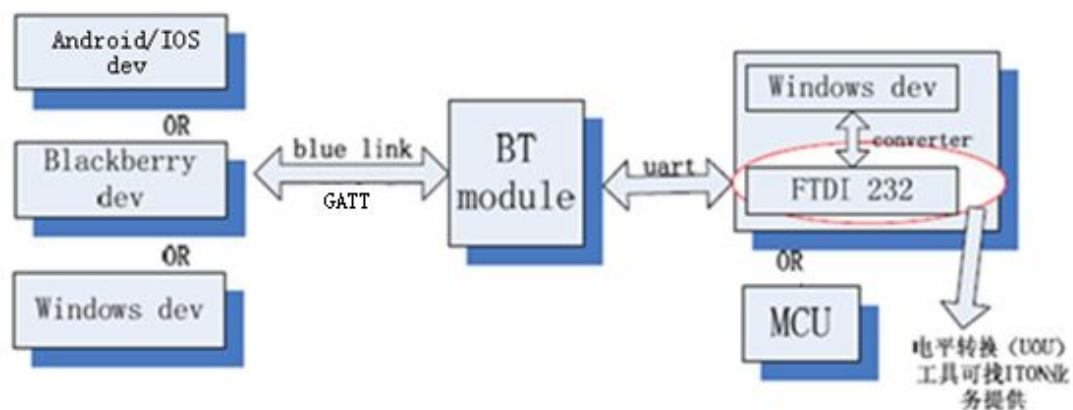 Android/IOS
dev
OR
Blackberry
dev
OR
Windows dev
blue link
GATT
BT
module
uart
Windows dev
converter
FTDI 232
OR
MCU
电平转换（UOU）
工具可找ITON业
务提供